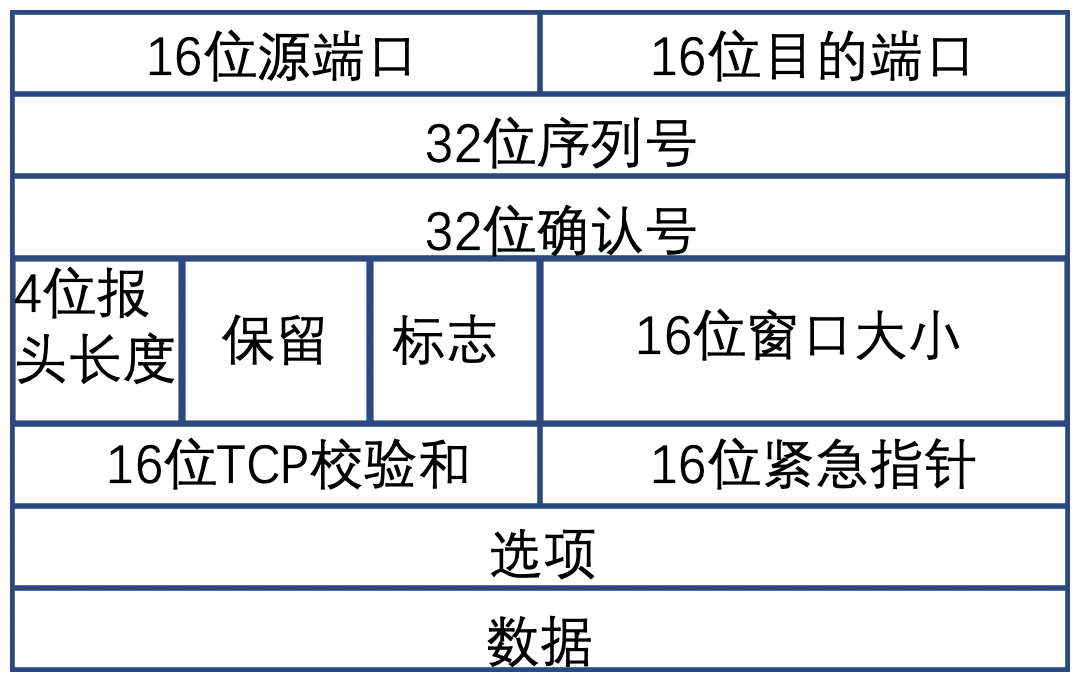 16位源端口
16位目的端口
32位序列号
32位确认号
4位报
头长度
保留
标志
16位窗口大小
16位TCP校验和
16位紧急指针
选项
数据